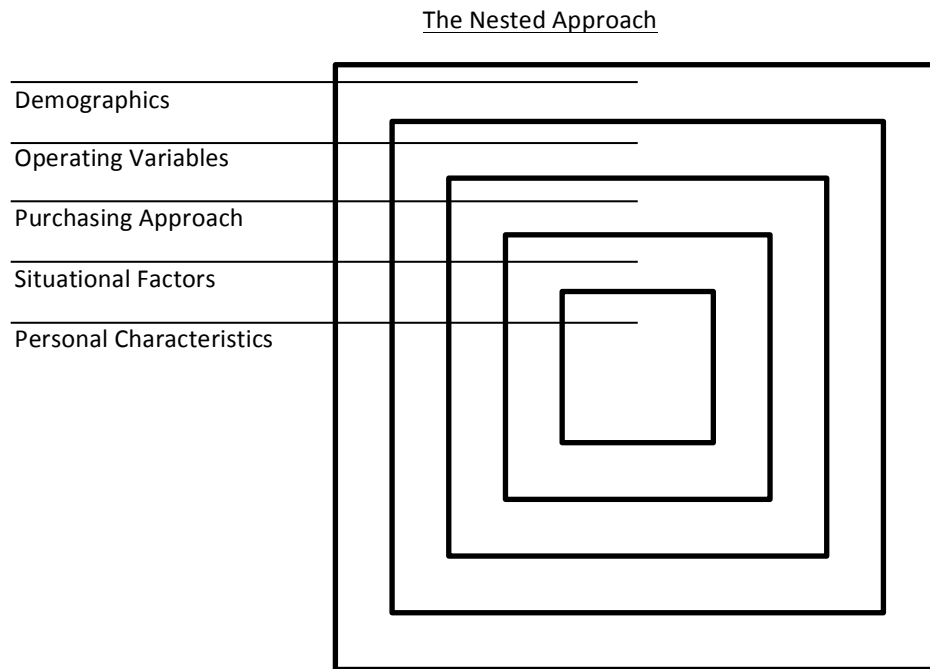 The Nested Approach
Demographics
Operating Variables
Purchasing Approach
Situational Factors
Personal Characteristics